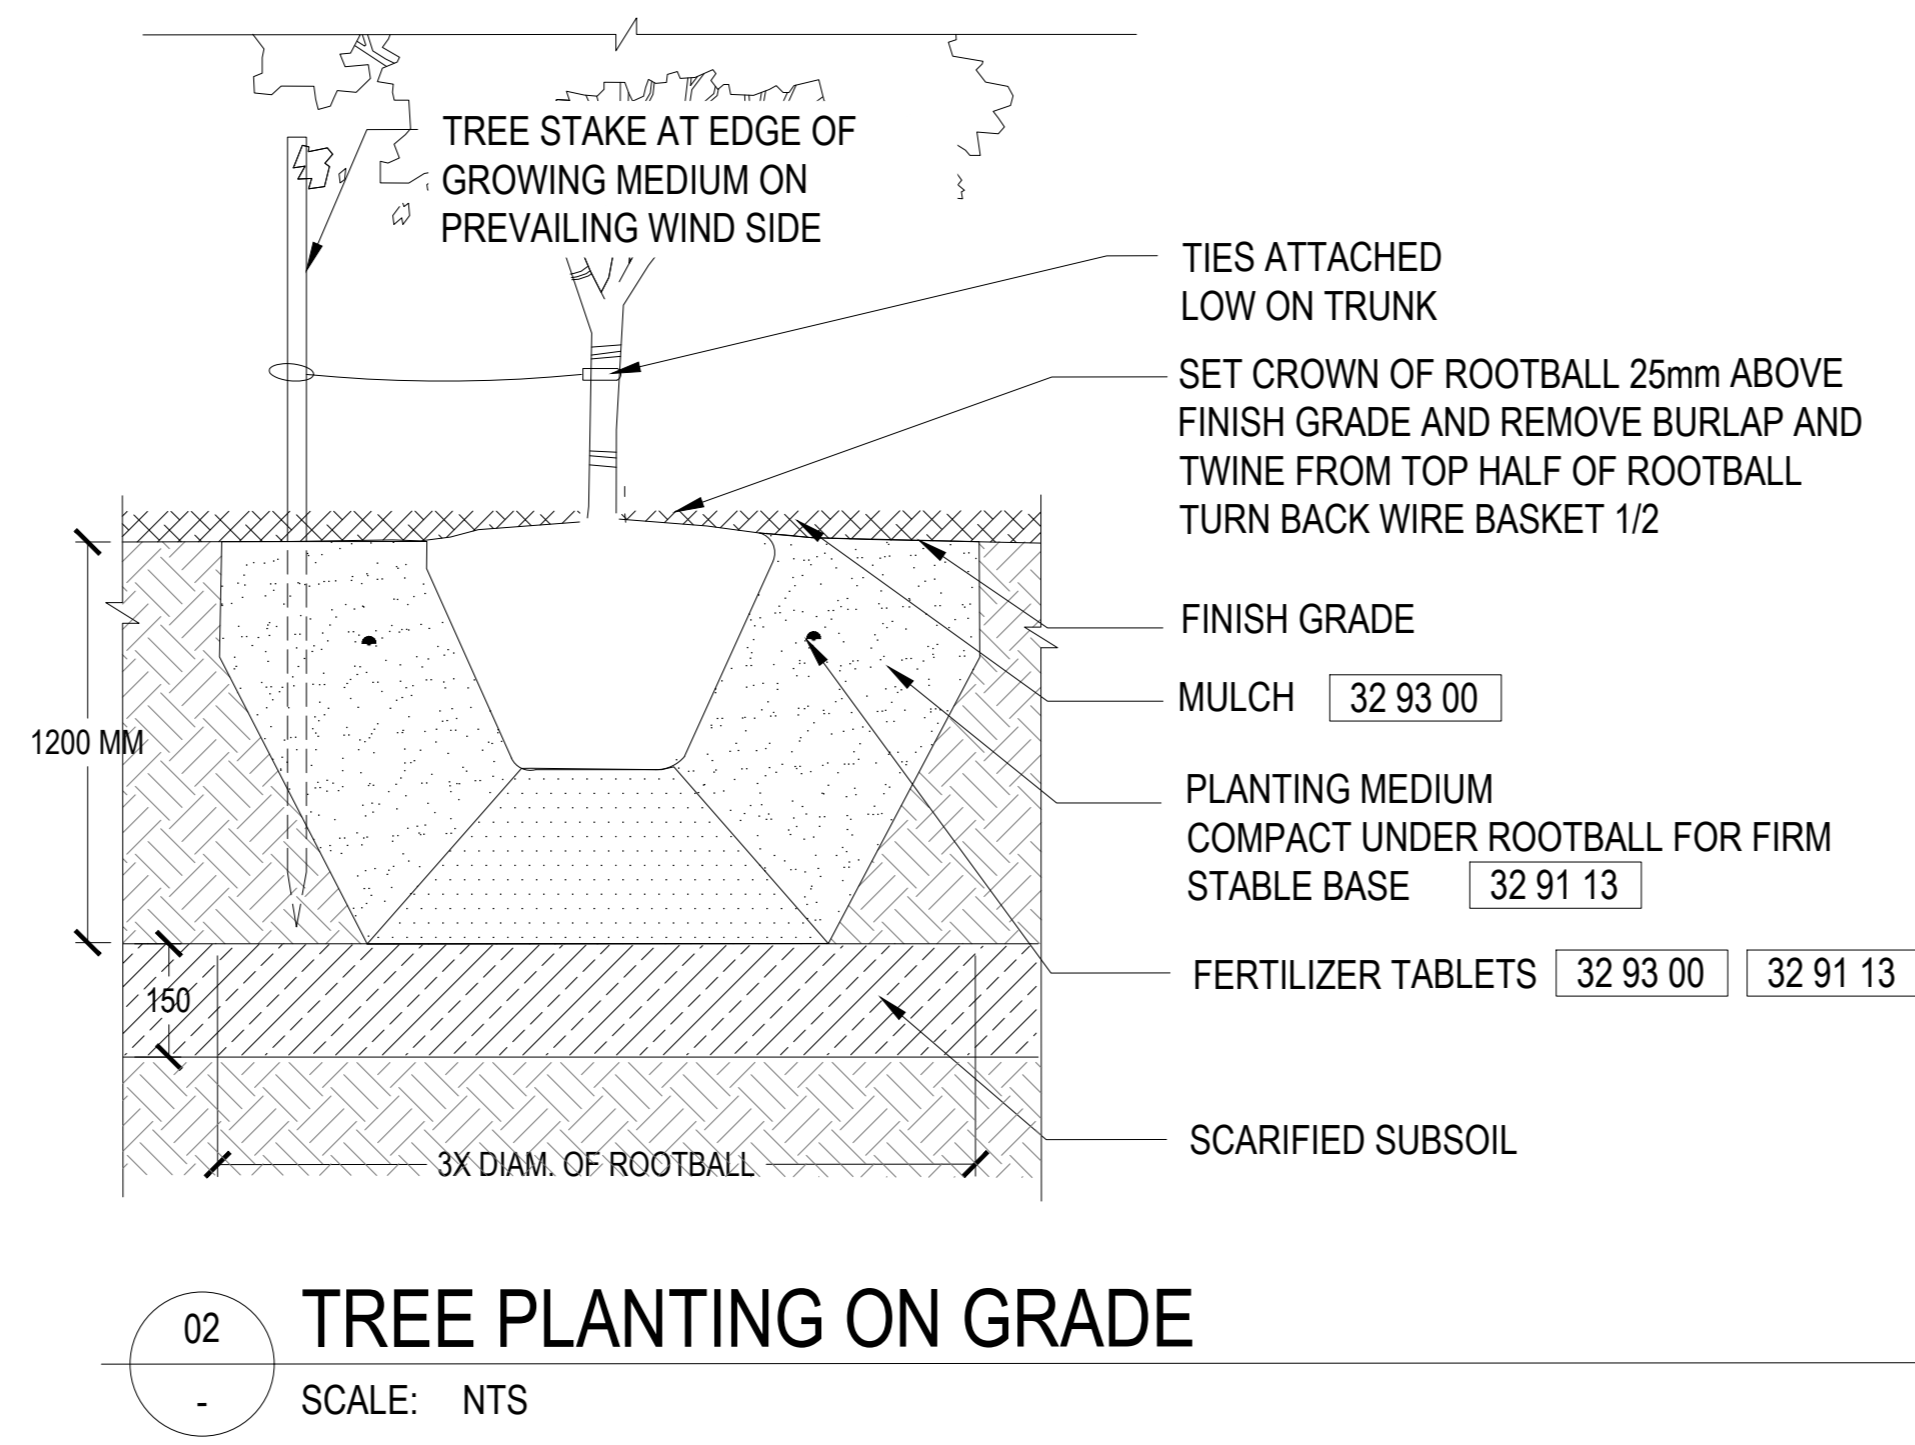 TREE STAKE AT EDGE OF
GROWING MEDIUM ON
PREVAILING WIND SIDE
TIES ATTACHED
LOW ON TRUNK
SET CROWN OF ROOTBALL 25mm ABOVE
FINISH GRADE AND REMOVE BURLAP AND
TWINE FROM TOP HALF OF ROOTBALL
TURN BACK WIRE BASKET 1/2
FINISH GRADE
MULCH 32 93 00
1200 MM
PLANTING MEDIUM
COMPACT UNDER ROOTBALL FOR FIRM
STABLE BASE 32 91 13
FERTILIZER TABLETS 32 93 00 32 91 13
150
SCARIFIED SUBSOIL
3X DIAM. OF ROOTBALL
02
TREE PLANTING ON GRADE
-
SCALE: NTS